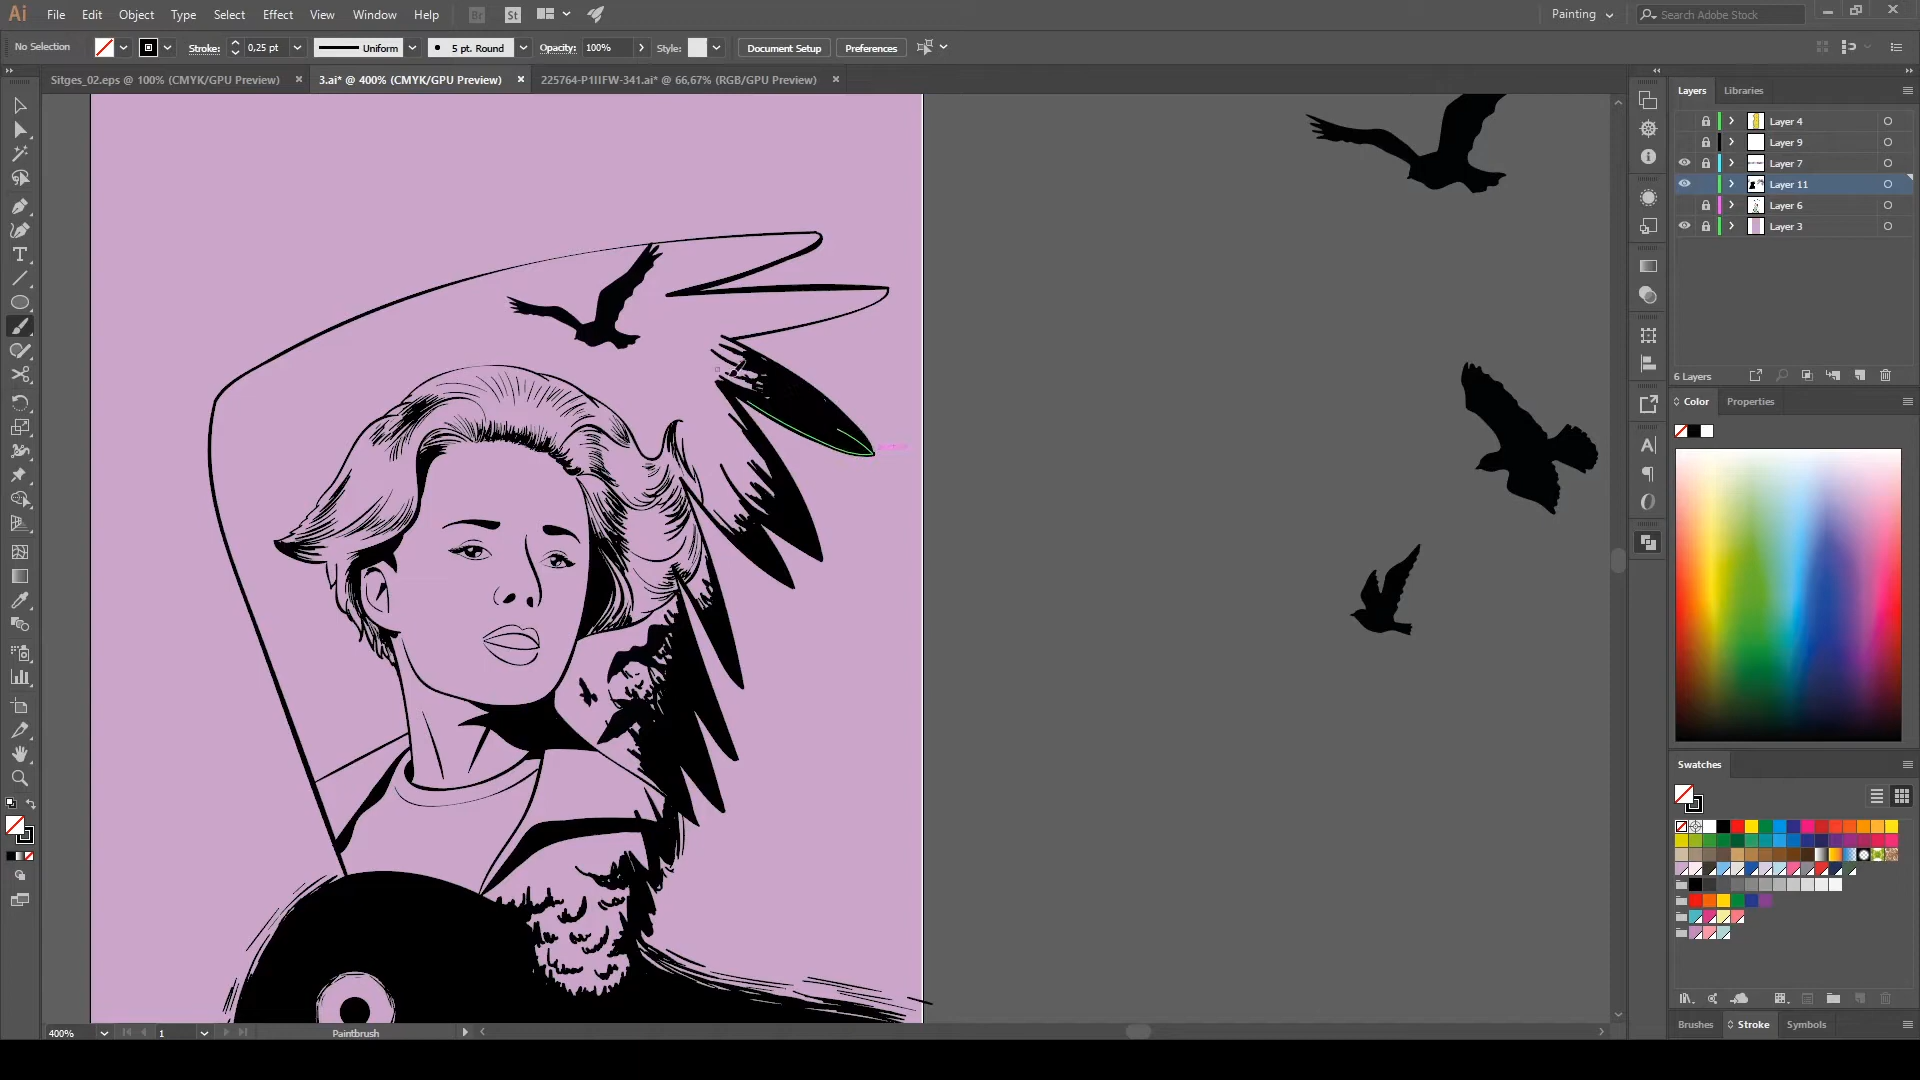 Ai File Edit Object Type Select Effect View Window Help Br St Painting Search Adobe Stock
No Selection Stroke: 0,25 pt Uniform 5 pt. Round Opacity: 100% Style: Document Setup Preferences
Sitges_02.eps @ 100% (CMYK/GPU Preview) × 3.ai* @ 400% (CMYK/GPU Preview) × 225764-P1IIFW-341.ai* @ 66,67% (RGB/GPU Preview) ×
Layers Libraries
Layer 4
Layer 9
Layer 7
Layer 11
Layer 6
Layer 3
6 Layers
Color Properties
Swatches
400% 1 Paintbrush
Brushes Stroke Symbols